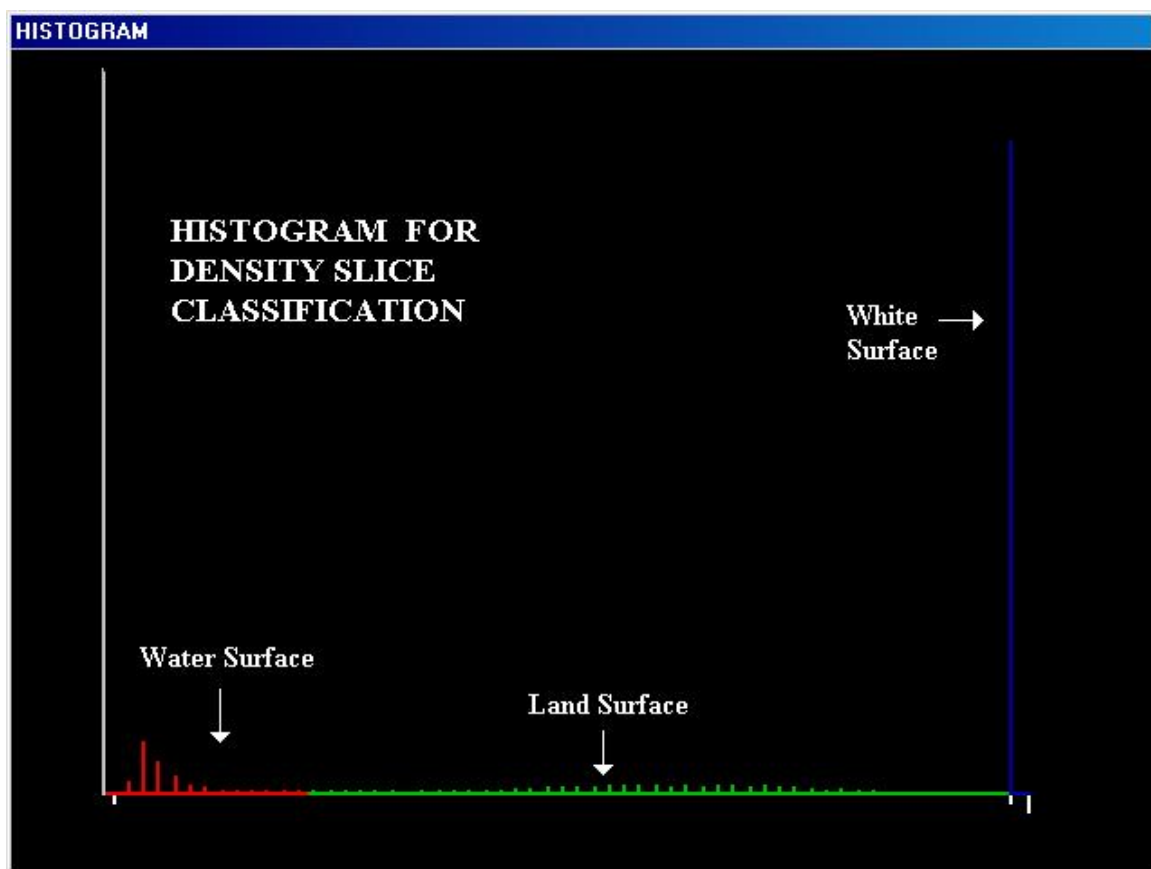 HISTOGRAM
HISTOGRAM FOR
DENSITY SLICE
CLASSIFICATION
White
Surface
Water Surface
Land Surface